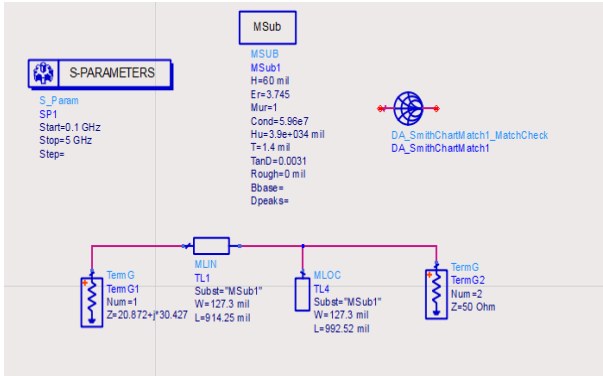 MSub
MSUB
MSub1
H=60 mil
Er=3.745
Mur=1
Cond=5.96e7
Hu=3.9e+034 mil
T=1.4 mil
TanD=0.0031
Rough=0 mil
Bbase=
Dpeaks=
S-PARAMETERS
S_Param
SP1
Start=0.1 GHz
Stop=5 GHz
Step=
DA_SmithChartMatch1_MatchCheck
DA_SmithChartMatch1
TermG
TermG1
Num=1
Z=20.872+j*30.427
MLIN
TL1
Subst="MSub1"
W=127.3 mil
L=914.25 mil
MLOC
TL4
Subst="MSub1"
W=127.3 mil
L=992.52 mil
TermG
TermG2
Num=2
Z=50 Ohm